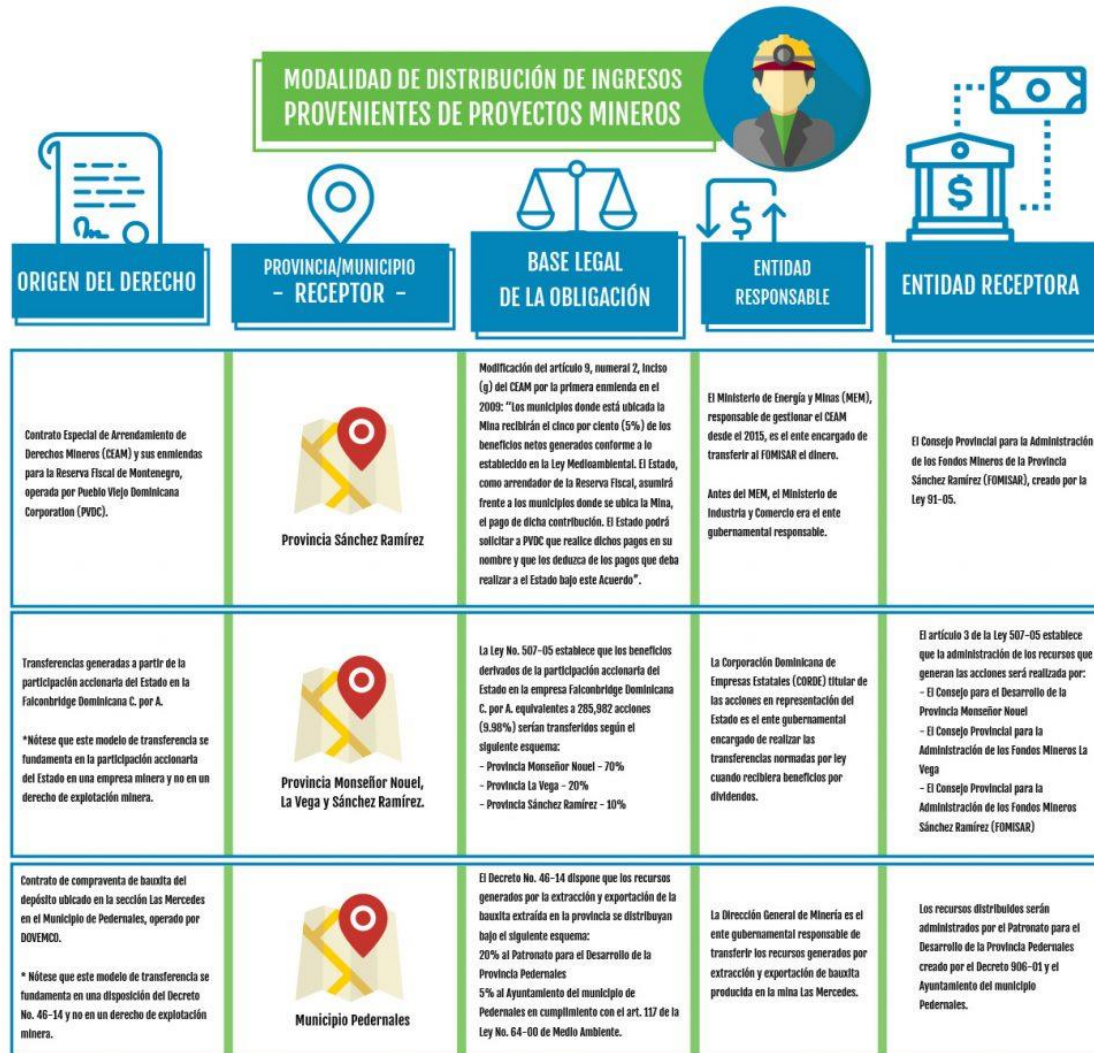 MODALIDAD DE DISTRIBUCIÓN DE INGRESOS
PROVENIENTES DE PROYECTOS MINEROS
ORIGEN DEL DERECHO
PROVINCIA/MUNICIPIO
- RECEPTOR -
BASE LEGAL
DE LA OBLIGACIÓN
$
ENTIDAD
RESPONSABLE
$
ENTIDAD RECEPTORA
Contrato Especial de Arrendamiento de
Derechos Mineros (CEAM) y sus enmiendas
para la Reserva Fiscal de Montenegro,
operada por Pueblo Viejo Dominicana
Corporation (PVDC).
Provincia Sánchez Ramírez
Modificación del artículo 9, numeral 2, inciso
(g) del CEAM por la primera enmienda en el
2009: "Los municipios donde está ubicada la
Mina recibirán el cinco por ciento (5%) de los
beneficios netos generados conforme a lo
establecido en la Ley Medioambiental. El Estado,
como arrendador de la Reserva Fiscal, asumirá
frente a los municipios donde se ubica la Mina,
el pago de dicha contribución. El Estado podrá
solicitar a PVDC que realice dichos pagos en su
nombre y que los deduzca de los pagos que deba
realizar a el Estado bajo este Acuerdo".
El Ministerio de Energía y Minas (MEM),
responsable de gestionar el CEAM
desde el 2015, es el ente encargado de
transferir al FOMISAR el dinero.
Antes del MEM, el Ministerio de
Industria y Comercio era el ente
gubernamental responsable.
El Consejo Provincial para la Administración
de los Fondos Mineros de la Provincia
Sánchez Ramírez (FOMISAR), creado por la
Ley 91-05.
Transferencias generadas a partir de la
participación accionaria del Estado en la
Falconbridge Dominicana C. por A.
*Nótese que este modelo de transferencia se
fundamenta en la participación accionaria
del Estado en una empresa minera y no en un
derecho de explotación minera.
Provincia Monseñor Nouel,
La Vega y Sánchez Ramírez.
La Ley No. 507-05 establece que los beneficios
derivados de la participación accionaria del
Estado en la empresa Falconbridge Dominicana
C. por A. equivalentes a 285,982 acciones
(9.98%) serían transferidos según el
siguiente esquema:
- Provincia Monseñor Nouel - 70%
- Provincia La Vega - 20%
- Provincia Sánchez Ramírez - 10%
La Corporación Dominicana de
Empresas Estatales (CORDE) titular de
las acciones en representación del
Estado es el ente gubernamental
encargado de realizar las
transferencias normadas por ley
cuando recibiera beneficios por
dividendos.
El artículo 3 de la Ley 507-05 establece
que la administración de los recursos que
generan las acciones será realizada por:
- El Consejo para el Desarrollo de la
Provincia Monseñor Nouel
- El Consejo Provincial para la
Administración de los Fondos Mineros La
Vega
- El Consejo Provincial para la
Administración de los Fondos Mineros
Sánchez Ramírez (FOMISAR)
Contrato de compraventa de bauxita del
depósito ubicado en la sección Las Mercedes
en el Municipio de Pedernales, operado por
DOVEMCO.
* Nótese que este modelo de transferencia se
fundamenta en una disposición del Decreto
No. 46-14 y no en un derecho de explotación
minera.
Municipio Pedernales
El Decreto No. 46-14 dispone que los recursos
generados por la extracción y exportación de la
bauxita extraída en la provincia se distribuyan
bajo el siguiente esquema:
20% al Patronato para el Desarrollo de la
Provincia Pedernales
5% al Ayuntamiento del municipio de
Pedernales en cumplimiento con el art. 117 de la
Ley No. 64-00 de Medio Ambiente.
La Dirección General de Minería es el
ente gubernamental responsable de
transferir los recursos generados por
extracción y exportación de bauxita
producida en la mina Las Mercedes.
Los recursos distribuidos serán
administrados por el Patronato para el
Desarrollo de la Provincia Pedernales
creado por el Decreto 906-01 y el
Ayuntamiento del municipio
Pedernales.